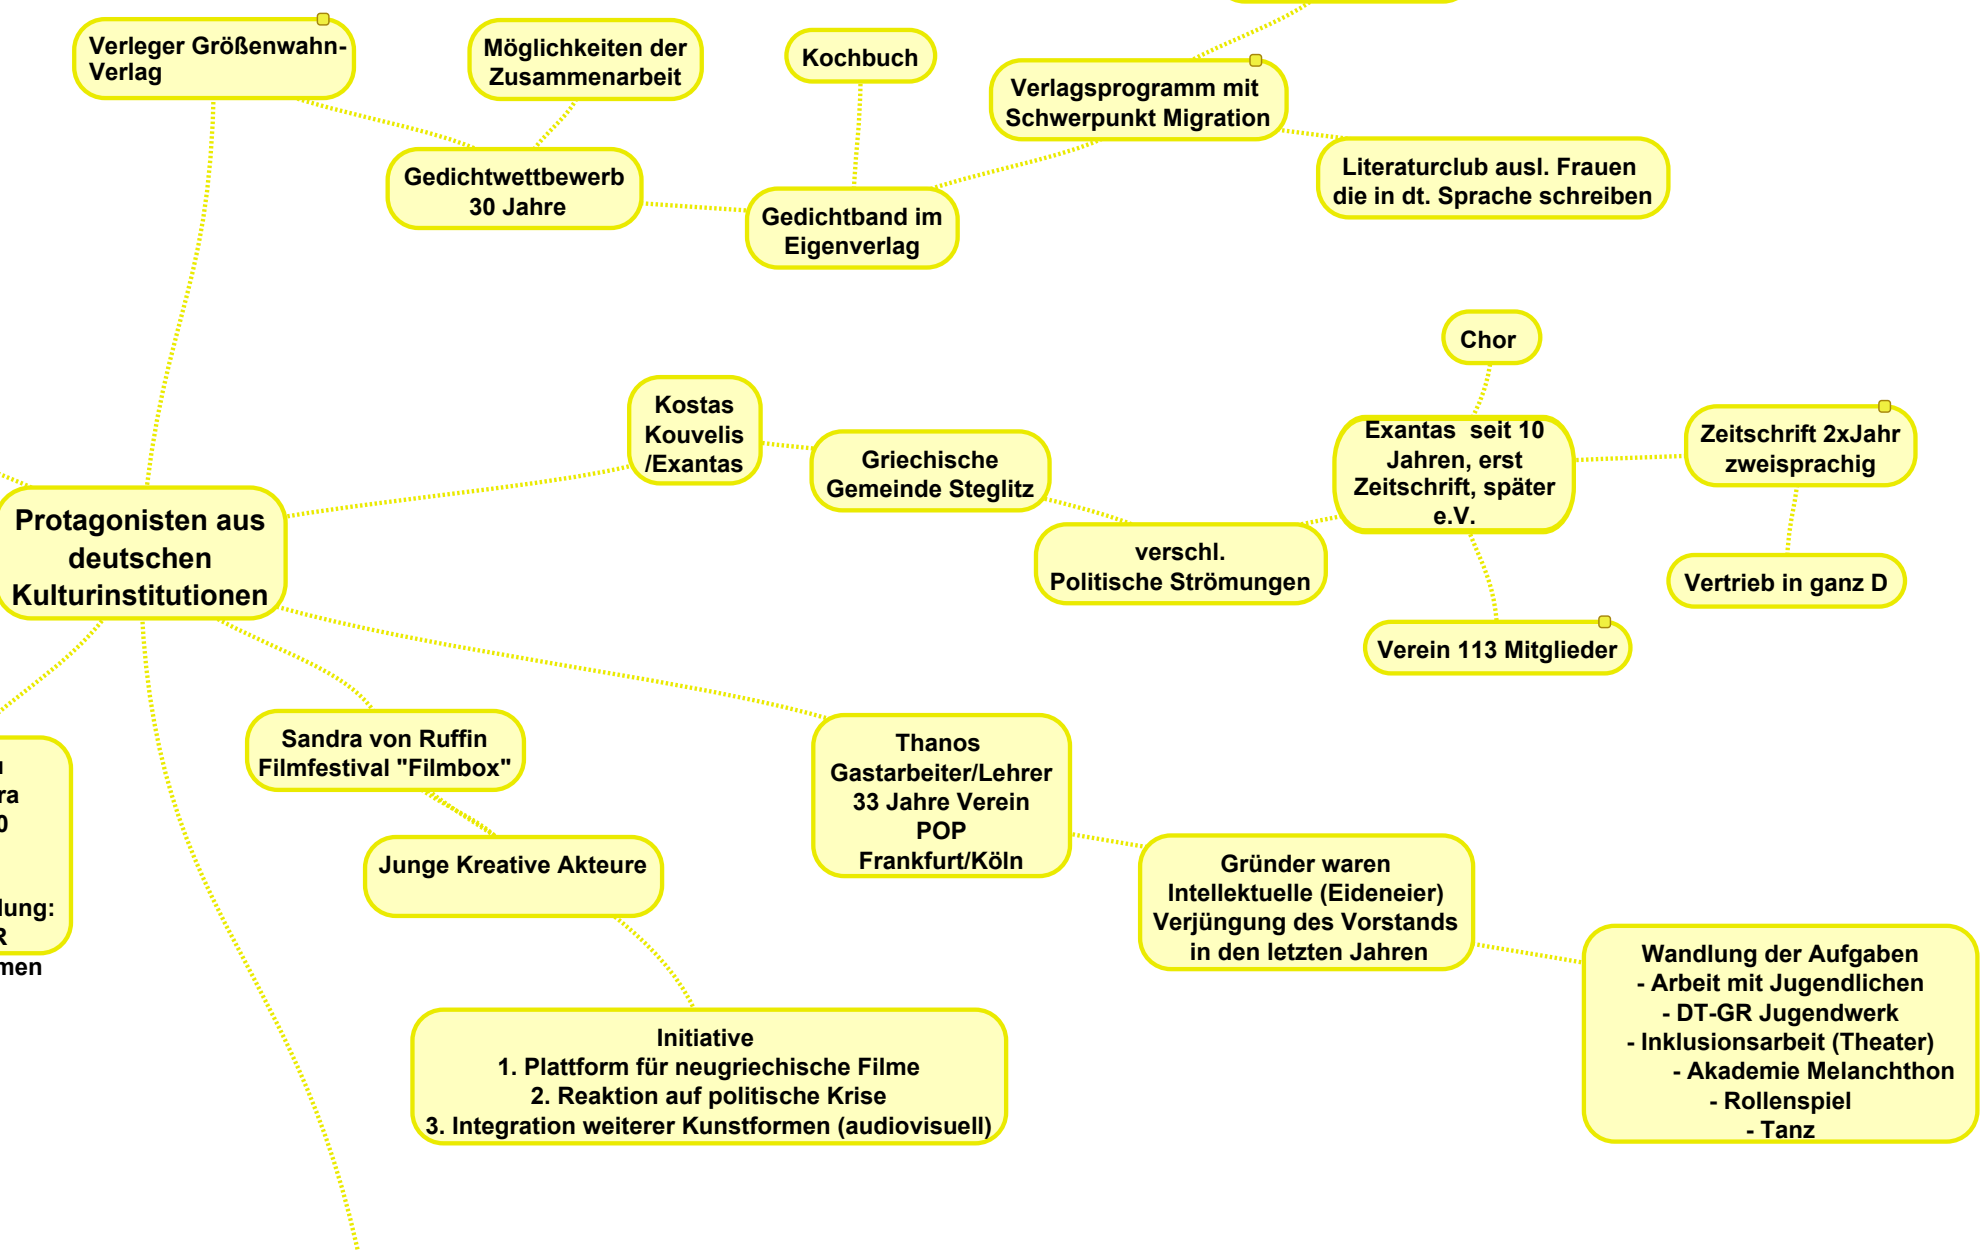 Verleger Größenwahn-
Verlag
Möglichkeiten der
Zusammenarbeit
Kochbuch
Verlagsprogramm mit
Schwerpunkt Migration
Gedichtwettbewerb
30 Jahre
Gedichtband im
Eigenverlag
Literaturclub ausl. Frauen
die in dt. Sprache schreiben
Chor
Kostas
Kouvelis
/Exantas
Griechische
Gemeinde Steglitz
verschl.
Politische Strömungen
Exantas seit 10
Jahren, erst
Zeitschrift, später
e.V.
Zeitschrift 2xJahr
zweisprachig
Vertrieb in ganz D
Verein 113 Mitglieder
Protagonisten aus
deutschen
Kulturinstitutionen
Sandra von Ruffin
Filmfestival "Filmbox"
Junge Kreative Akteure
Initiative
1. Plattform für neugriechische Filme
2. Reaktion auf politische Krise
3. Integration weiterer Kunstformen (audiovisuell)
Thanos
Gastarbeiter/Lehrer
33 Jahre Verein
POP
Frankfurt/Köln
Gründer waren
Intellektuelle (Eideneier)
Verjüngung des Vorstands
in den letzten Jahren
Wandlung der Aufgaben
- Arbeit mit Jugendlichen
- DT-GR Jugendwerk
- Inklusionsarbeit (Theater)
- Akademie Melanchthon
- Rollenspiel
- Tanz
ra
0
lung:
R
men